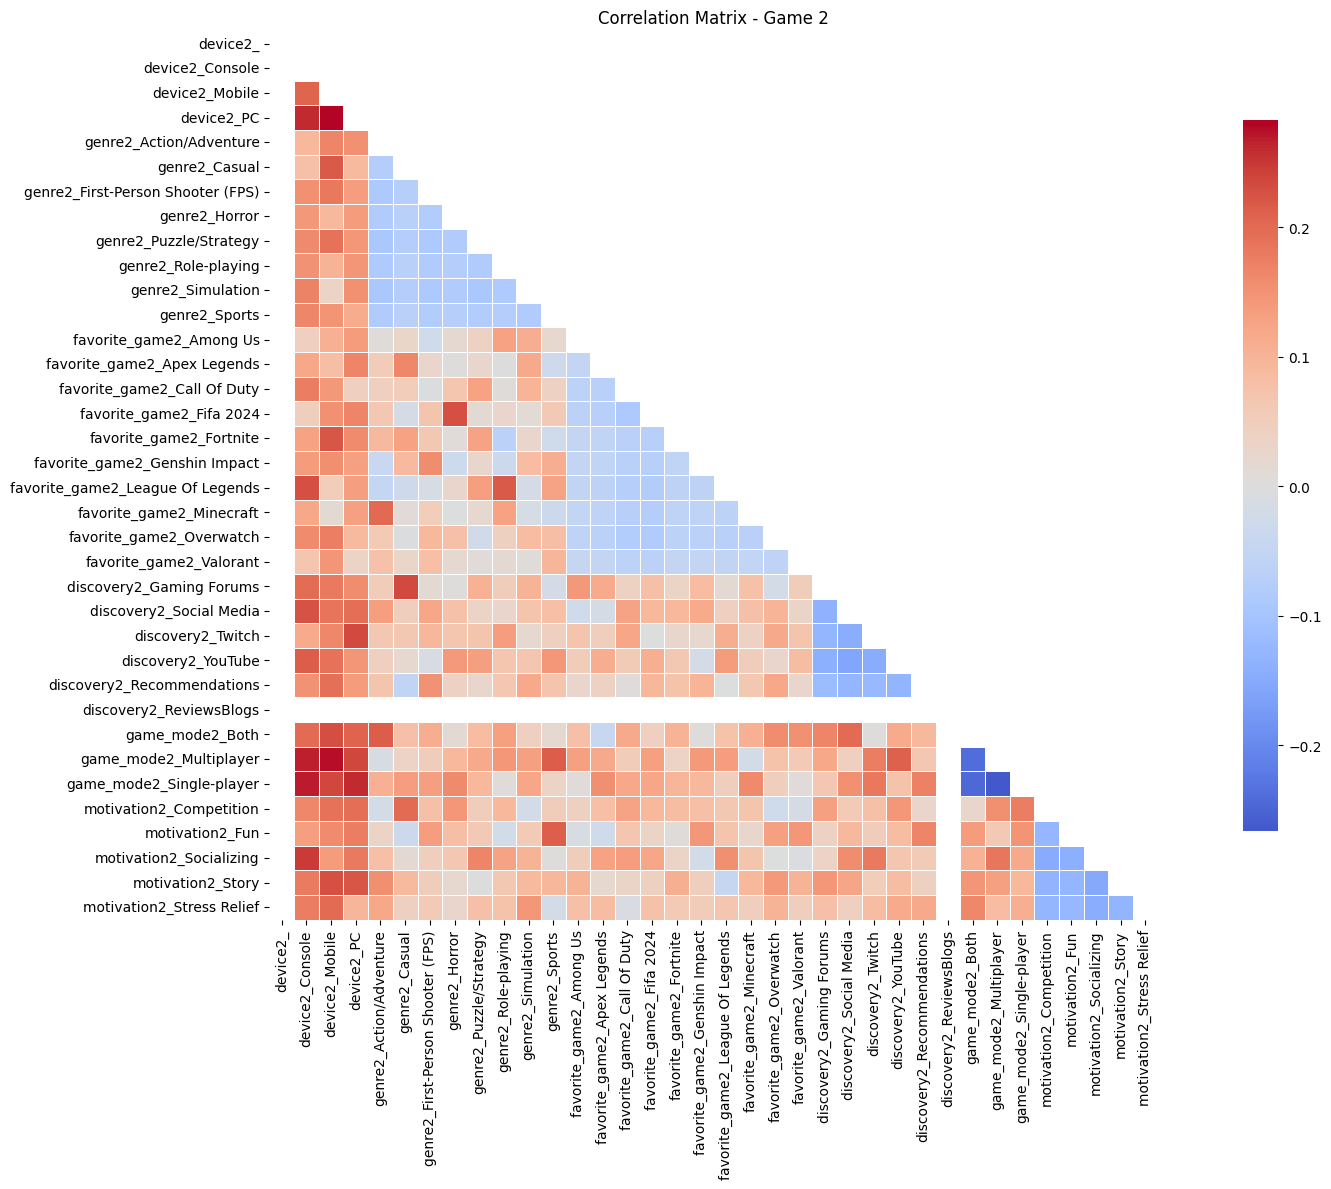 Correlation Matrix - Game 2
device2_
device2_Console
device2_Mobile
device2_PC
genre2_Action/Adventure
genre2_Casual
genre2_First-Person Shooter (FPS)
genre2_Horror
genre2_Puzzle/Strategy
genre2_Role-playing
genre2_Simulation
genre2_Sports
favorite_game2_Among Us
favorite_game2_Apex Legends
favorite_game2_Call Of Duty
favorite_game2_Fifa 2024
favorite_game2_Fortnite
favorite_game2_Genshin Impact
favorite_game2_League Of Legends
favorite_game2_Minecraft
favorite_game2_Overwatch
favorite_game2_Valorant
discovery2_Gaming Forums
discovery2_Social Media
discovery2_Twitch
discovery2_YouTube
discovery2_Recommendations
discovery2_ReviewsBlogs
game_mode2_Both
game_mode2_Multiplayer
game_mode2_Single-player
motivation2_Competition
motivation2_Fun
motivation2_Socializing
motivation2_Story
motivation2_Stress Relief
device2_
device2_Console
device2_Mobile
device2_PC
genre2_Action/Adventure
genre2_Casual
genre2_First-Person Shooter (FPS)
genre2_Horror
genre2_Puzzle/Strategy
genre2_Role-playing
genre2_Simulation
genre2_Sports
favorite_game2_Among Us
favorite_game2_Apex Legends
favorite_game2_Call Of Duty
favorite_game2_Fifa 2024
favorite_game2_Fortnite
favorite_game2_Genshin Impact
favorite_game2_League Of Legends
favorite_game2_Minecraft
favorite_game2_Overwatch
favorite_game2_Valorant
discovery2_Gaming Forums
discovery2_Social Media
discovery2_Twitch
discovery2_YouTube
discovery2_Recommendations
discovery2_ReviewsBlogs
game_mode2_Both
game_mode2_Multiplayer
game_mode2_Single-player
motivation2_Competition
motivation2_Fun
motivation2_Socializing
motivation2_Story
motivation2_Stress Relief
0.2
0.1
0.0
−0.1
−0.2